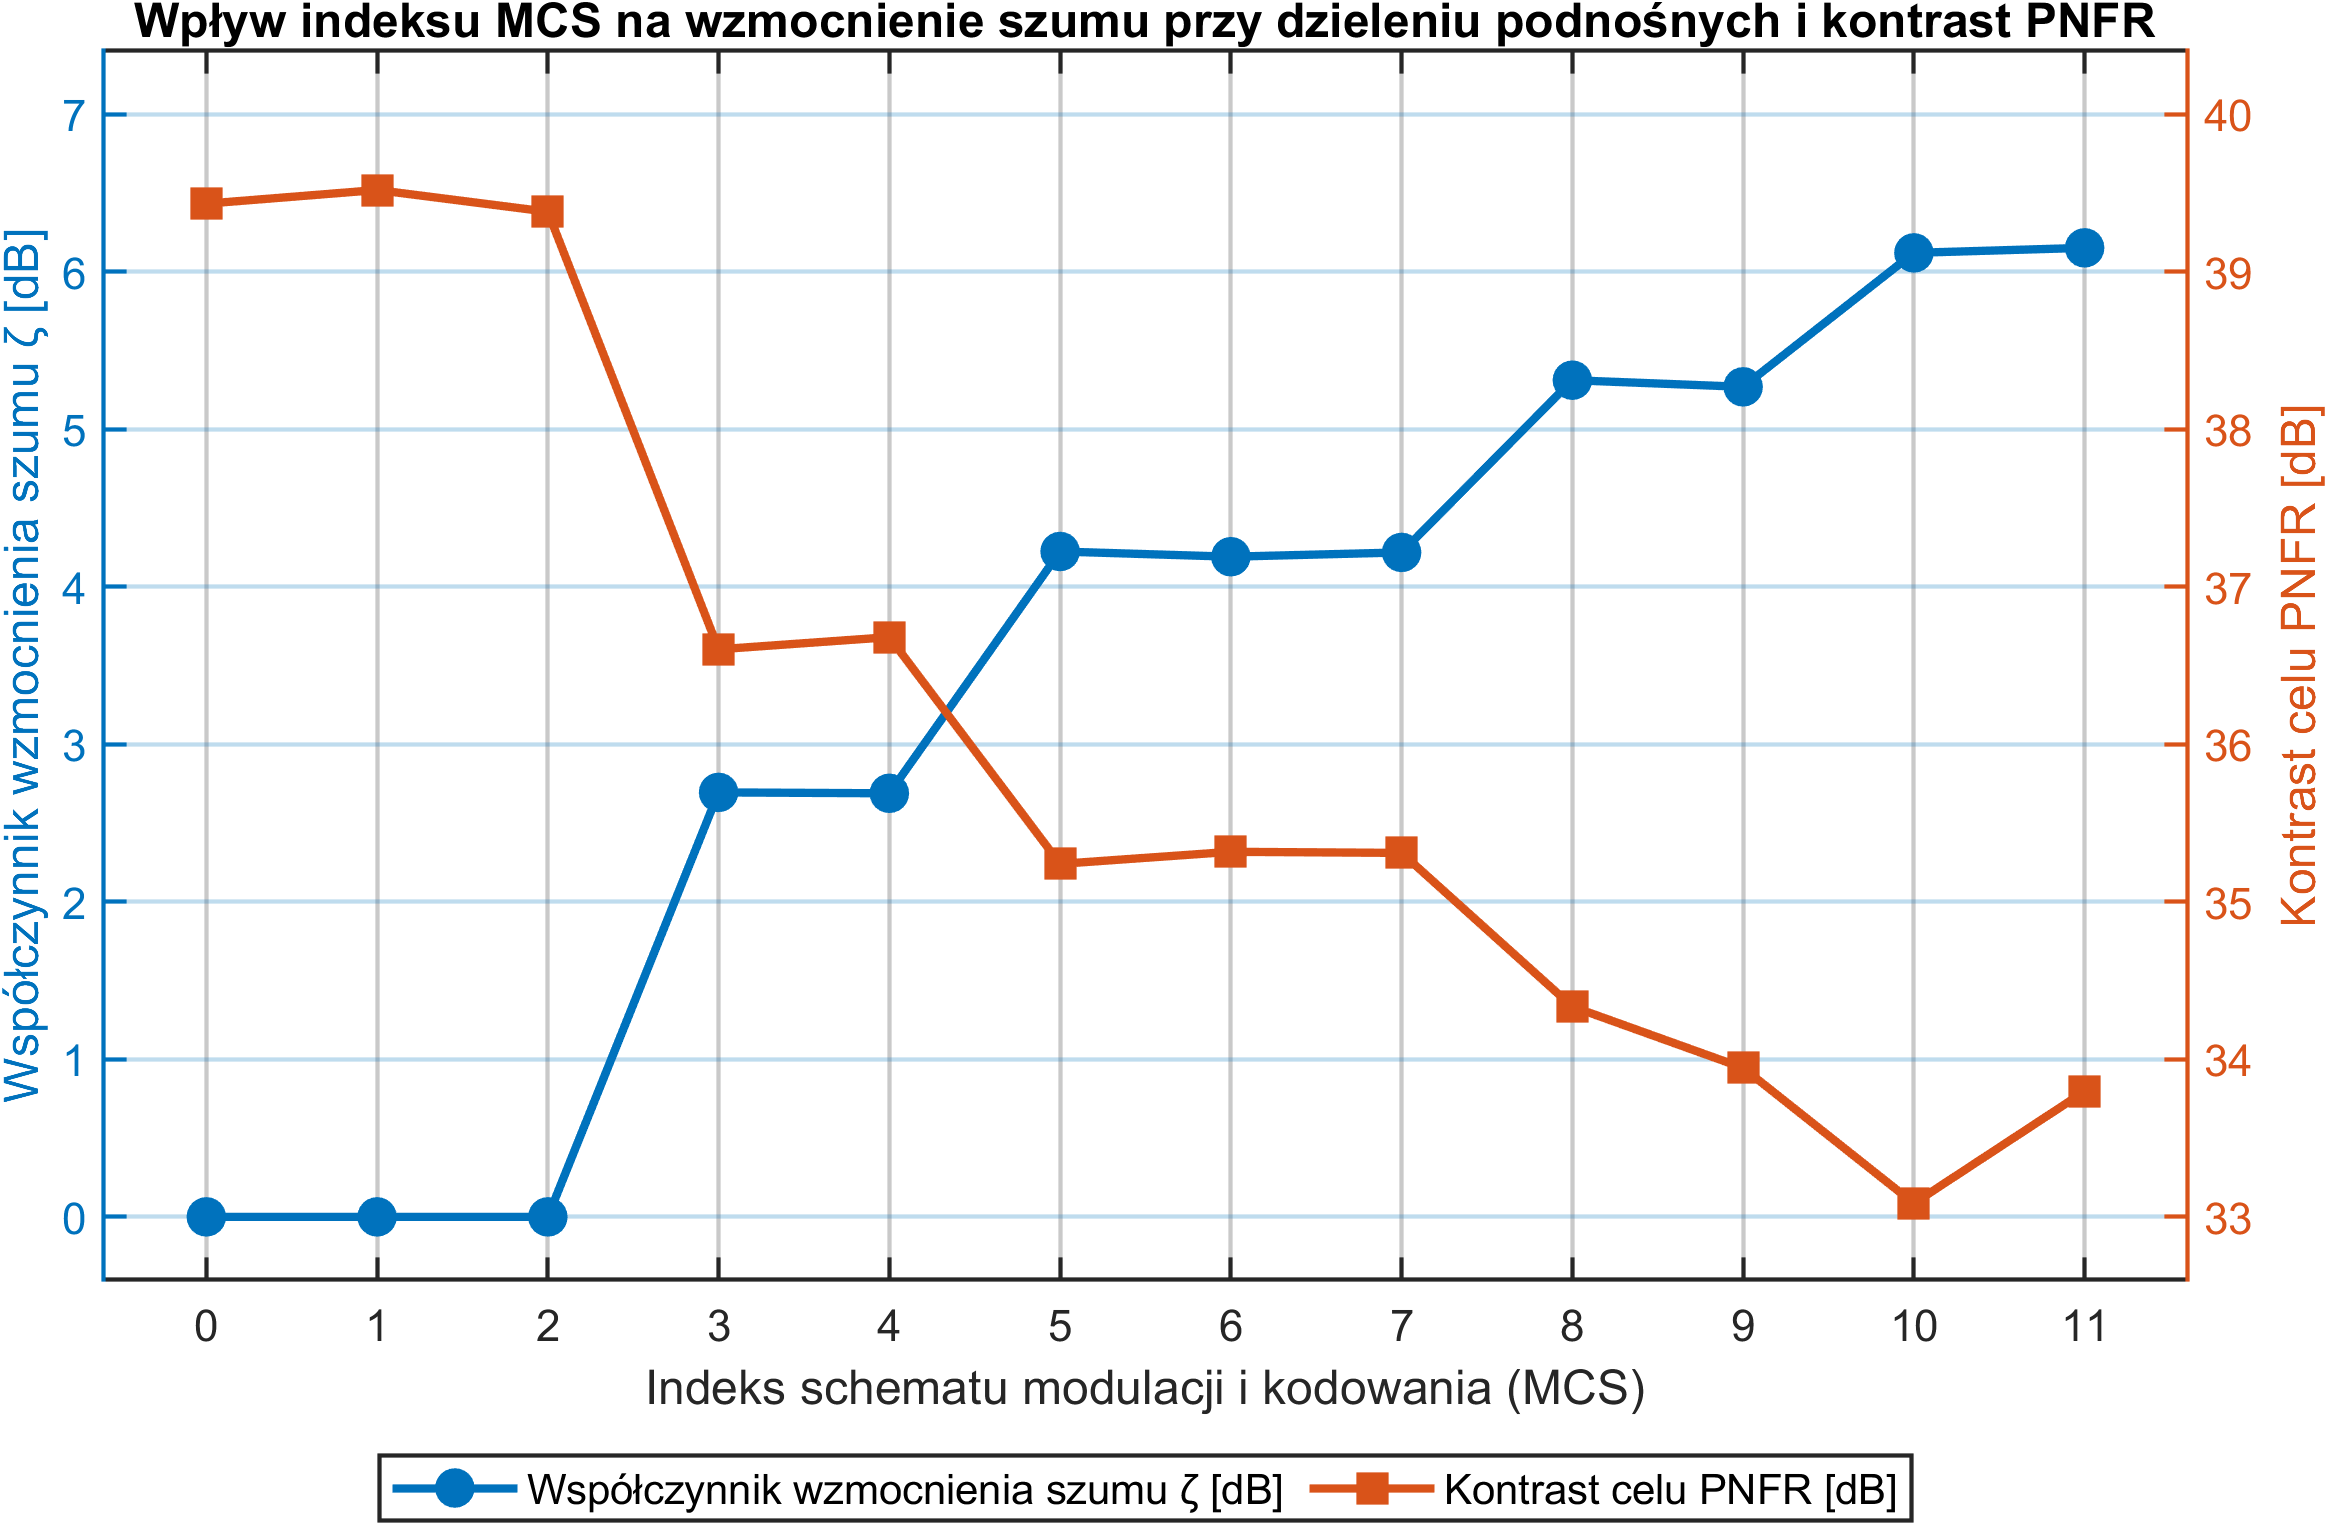 Wpływ indeksu MCS na wzmocnienie szumu przy dzieleniu podnośnych i kontrast PNFR
Współczynnik wzmocnienia szumu ζ [dB]
7
6
5
4
3
2
1
0
40
39
38
37
36
35
34
33
Kontrast celu PNFR [dB]
0 1 2 3 4 5 6 7 8 9 10 11
Indeks schematu modulacji i kodowania (MCS)
Współczynnik wzmocnienia szumu ζ [dB] Kontrast celu PNFR [dB]